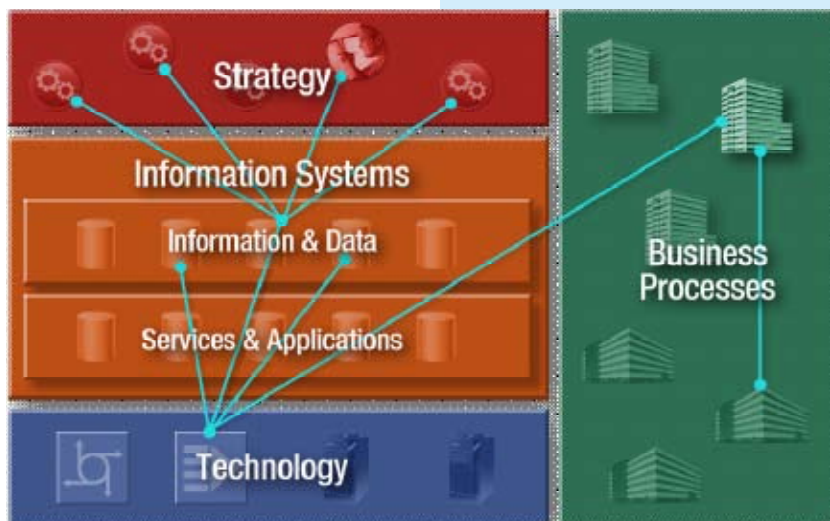 Strategy
Information Systems
Information & Data
Services & Applications
Technology
Business
Processes